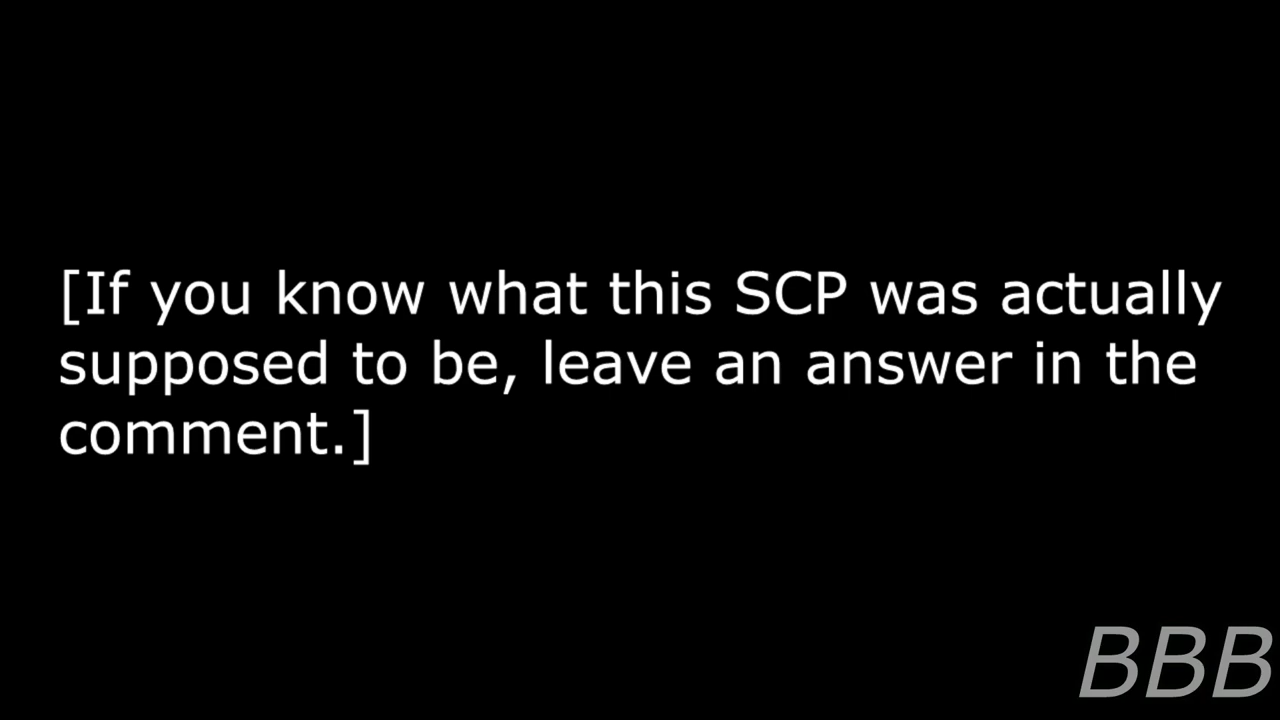 [If you know what this SCP was actually
supposed to be, leave an answer in the
comment.]
BBB